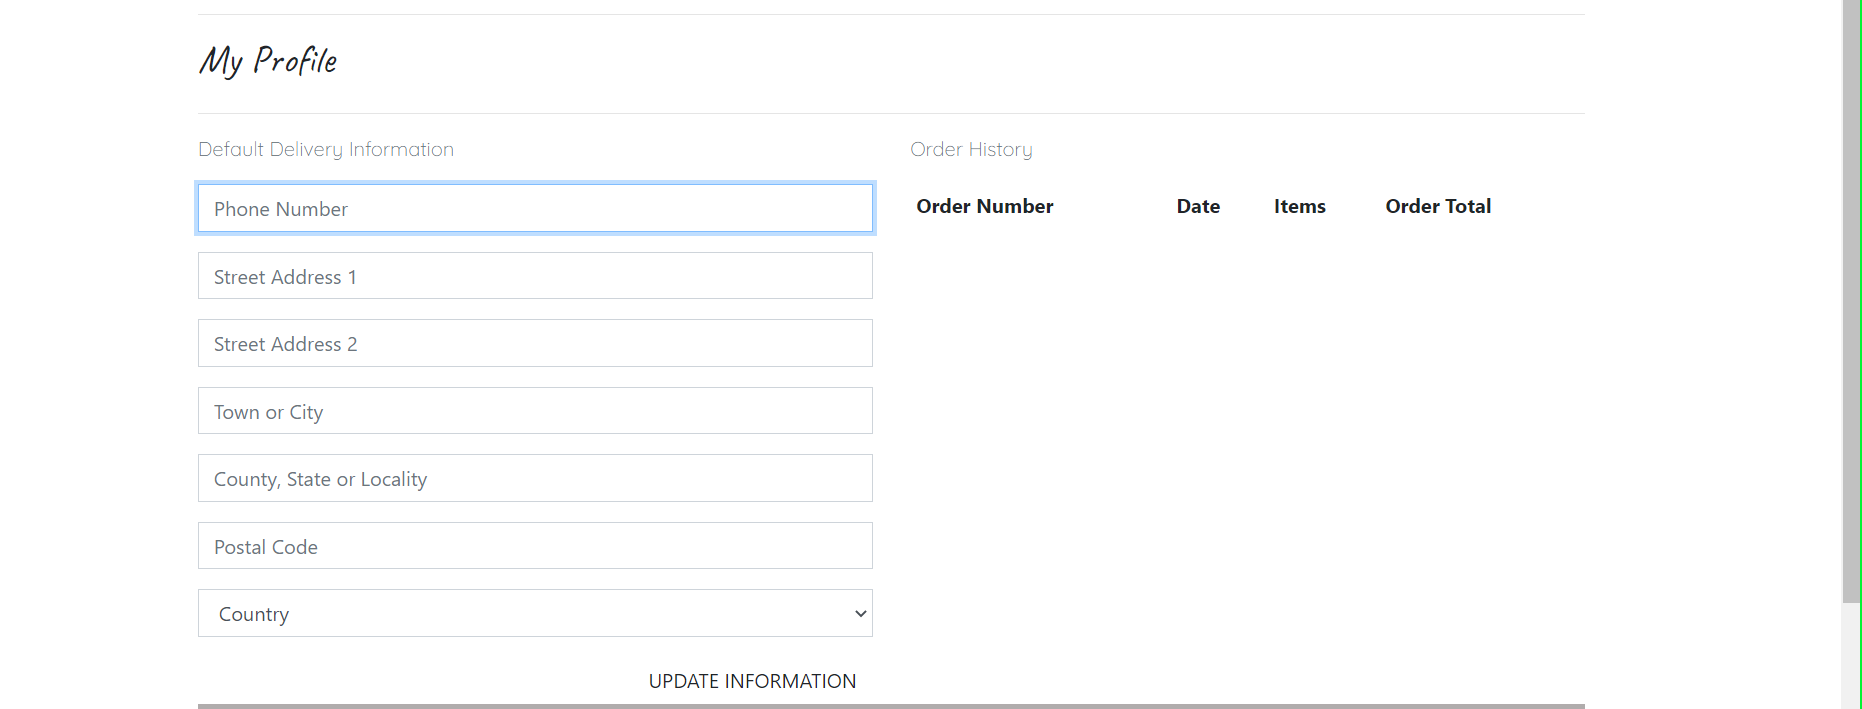 My Profile
Default Delivery Information
Phone Number
Street Address 1
Street Address 2
Town or City
County, State or Locality
Postal Code
Country
UPDATE INFORMATION
Order History
Order Number Date Items Order Total